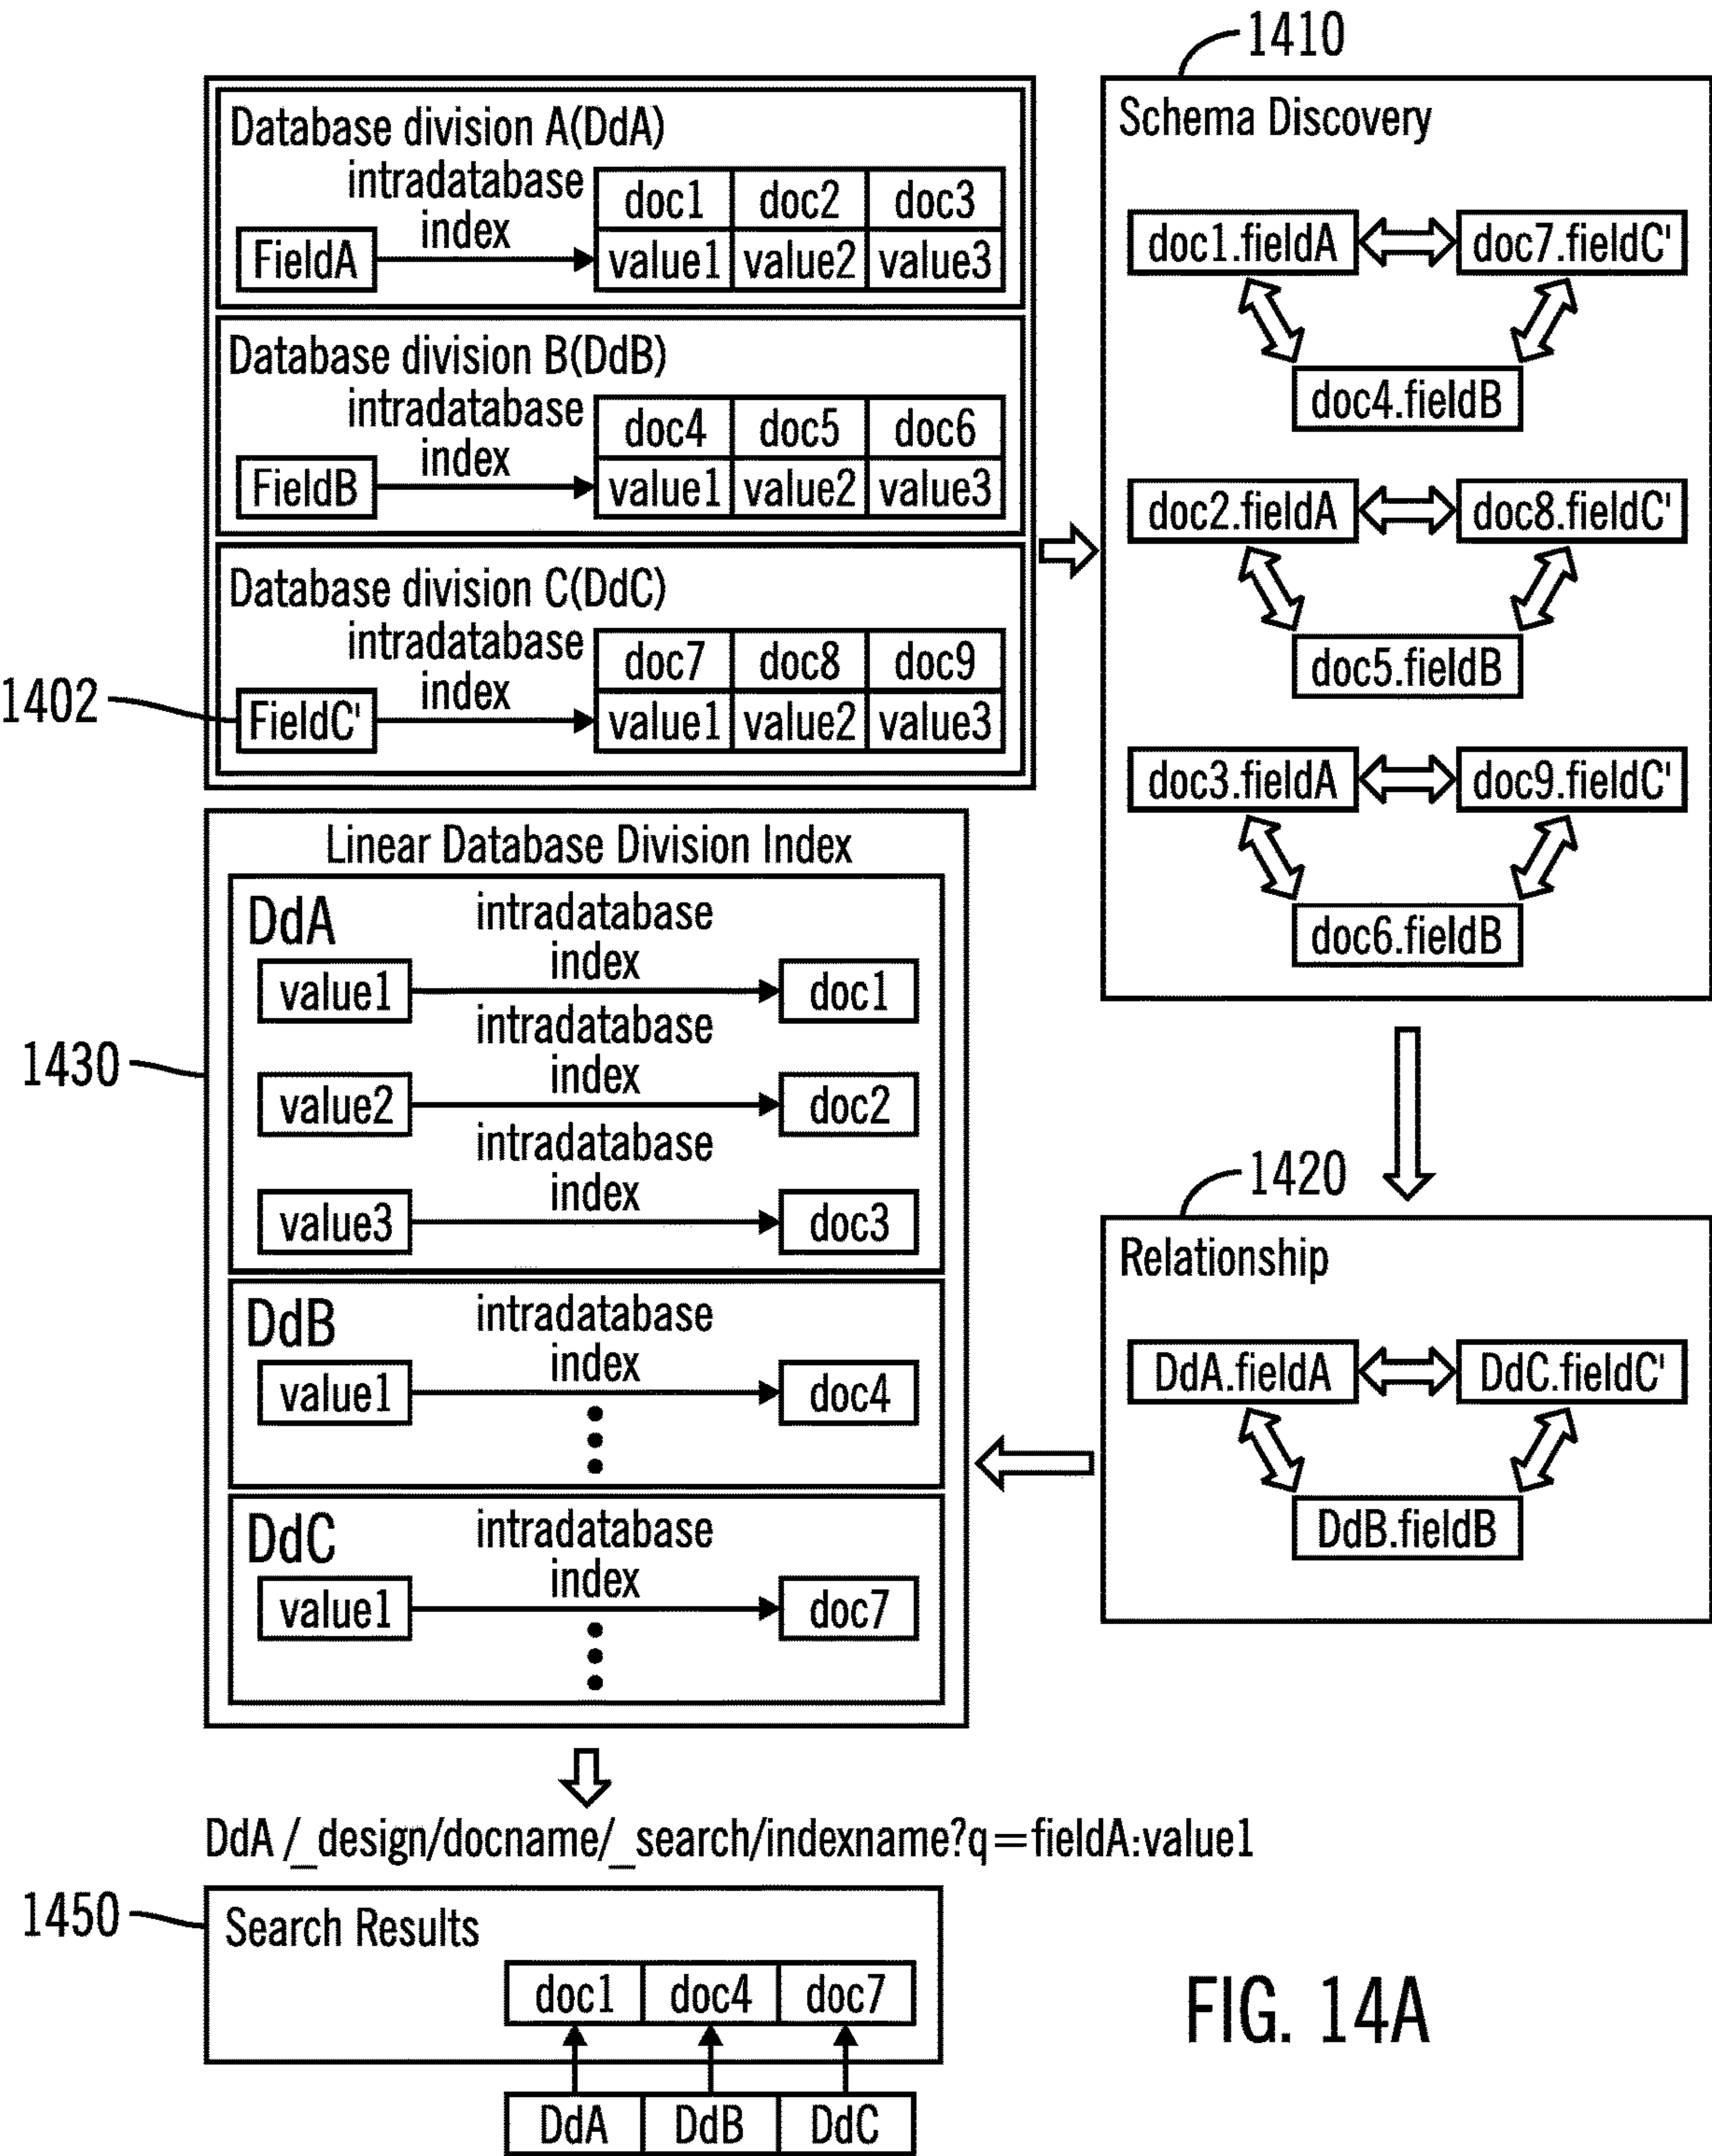 1410
Database division A(DdA)
intradatabase
index
doc1 doc2 doc3
FieldA
value1 value2 value3
Database division B(DdB)
intradatabase
index
doc4 doc5 doc6
FieldB
value1 value2 value3
Database division C(DdC)
intradatabase
index
doc7 doc8 doc9
1402
FieldC'
value1 value2 value3
Schema Discovery
doc1.fieldA doc7.fieldC'
doc4.fieldB
doc2.fieldA doc8.fieldC'
doc5.fieldB
doc3.fieldA doc9.fieldC'
doc6.fieldB
1420
Relationship
DdA.fieldA DdC.fieldC'
DdB.fieldB
1430
Linear Database Division Index
DdA
intradatabase
index
value1 doc1
intradatabase
index
value2 doc2
intradatabase
index
value3 doc3
DdB
intradatabase
index
value1 doc4
DdC
intradatabase
index
value1 doc7
DdA /_design/docname/_search/indexname?q=fieldA:value1
1450
Search Results
doc1 doc4 doc7
DdA DdB DdC
FIG. 14A